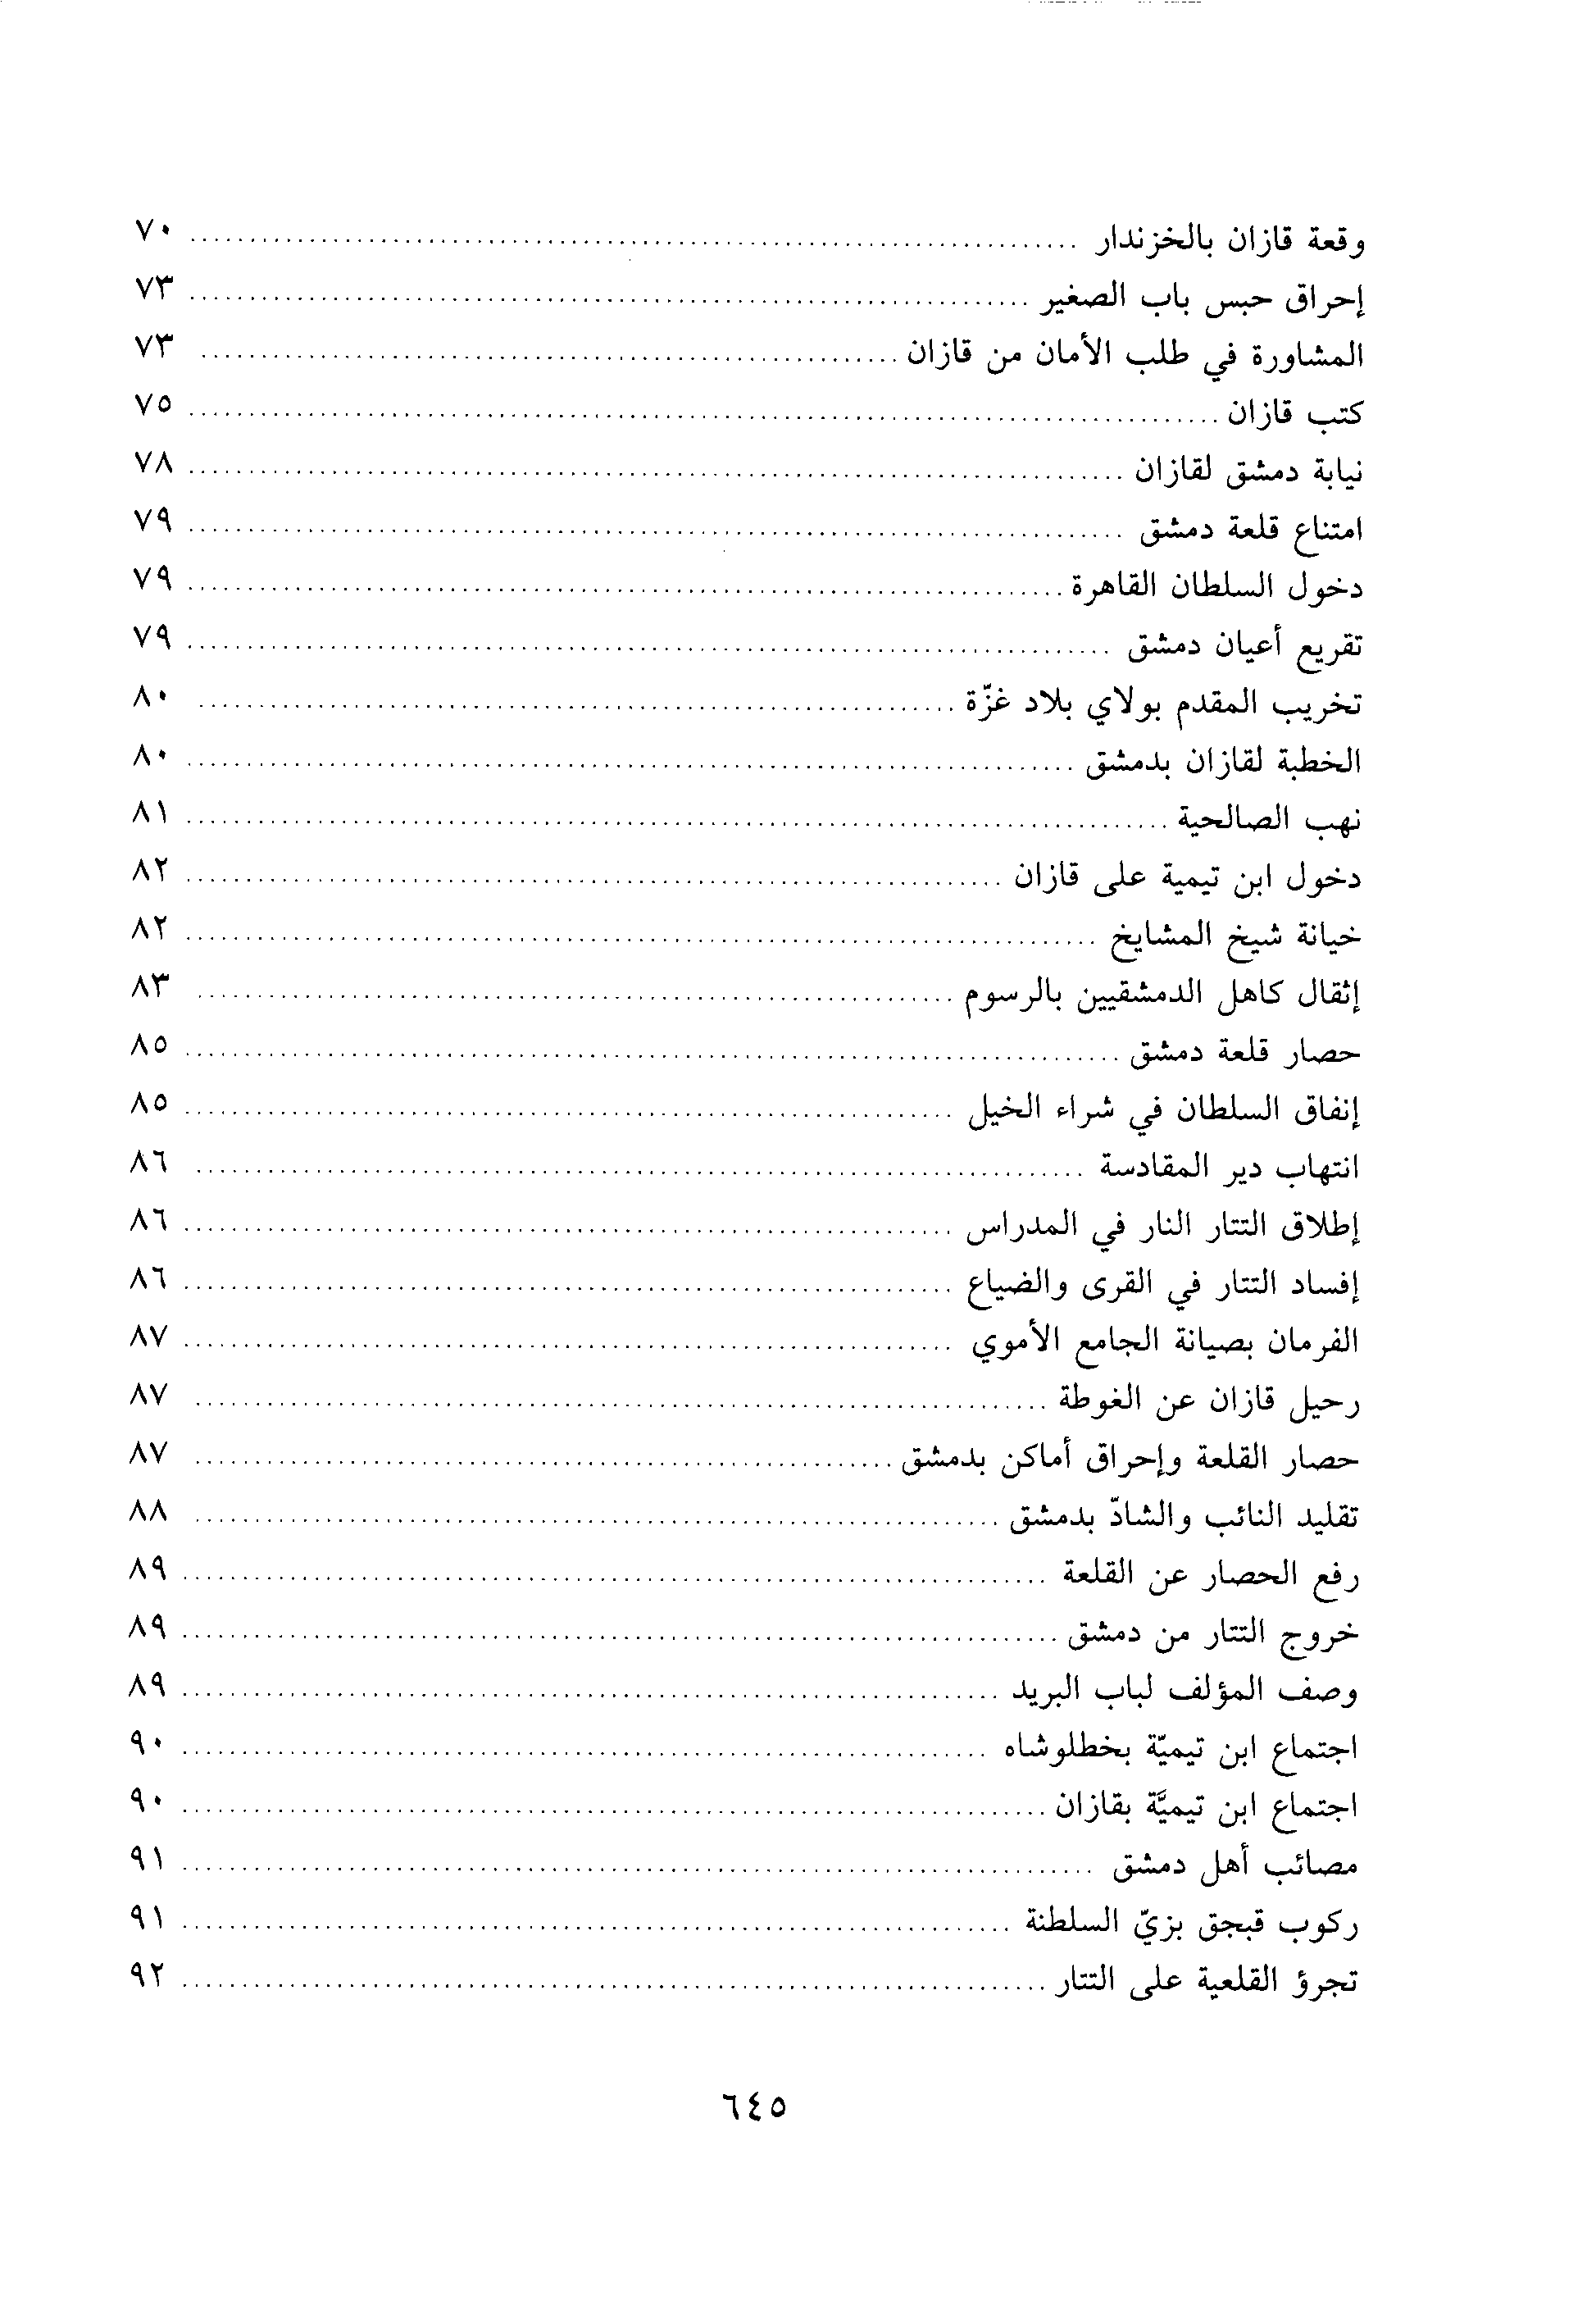 وقعة قازان بالخزندار ........ ٧٠
إحراق حبس باب الصغير ........ ٧٣
المشاورة في طلب الأمان من قازان ........ ٧٣
كتب قازان ........ ٧٥
نيابة دمشق لقازان ........ ٧٨
امتناع قلعة دمشق ........ ٧٩
دخول السلطان القاهرة ........ ٧٩
تقريع أعيان دمشق ........ ٧٩
تخريب المقدم بولاي بلاد غزّة ........ ٨٠
الخطبة لقازان بدمشق ........ ٨٠
نهب الصالحية ........ ٨١
دخول ابن تيمية على قازان ........ ٨٢
خيانة شيخ المشايخ ........ ٨٢
إثقال كاهل الدمشقيين بالرسوم ........ ٨٣
حصار قلعة دمشق ........ ٨٥
إنفاق السلطان في شراء الخيل ........ ٨٥
انتهاب دير المقادسة ........ ٨٦
إطلاق التتار النار في المدراس ........ ٨٦
إفساد التتار في القرى والضياع ........ ٨٦
الفرمان بصيانة الجامع الأموي ........ ٨٧
رحيل قازان عن الغوطة ........ ٨٧
حصار القلعة وإحراق أماكن بدمشق ........ ٨٧
تقليد النائب والشادّ بدمشق ........ ٨٨
رفع الحصار عن القلعة ........ ٨٩
خروج التتار من دمشق ........ ٨٩
وصف المؤلف لباب البريد ........ ٨٩
اجتماع ابن تيميّة بخطلوشاه ........ ٩٠
اجتماع ابن تيميَّة بقازان ........ ٩٠
مصائب أهل دمشق ........ ٩١
ركوب قبجق بزيّ السلطنة ........ ٩١
تجرؤ القلعية على التتار ........ ٩٢
٦٤٥